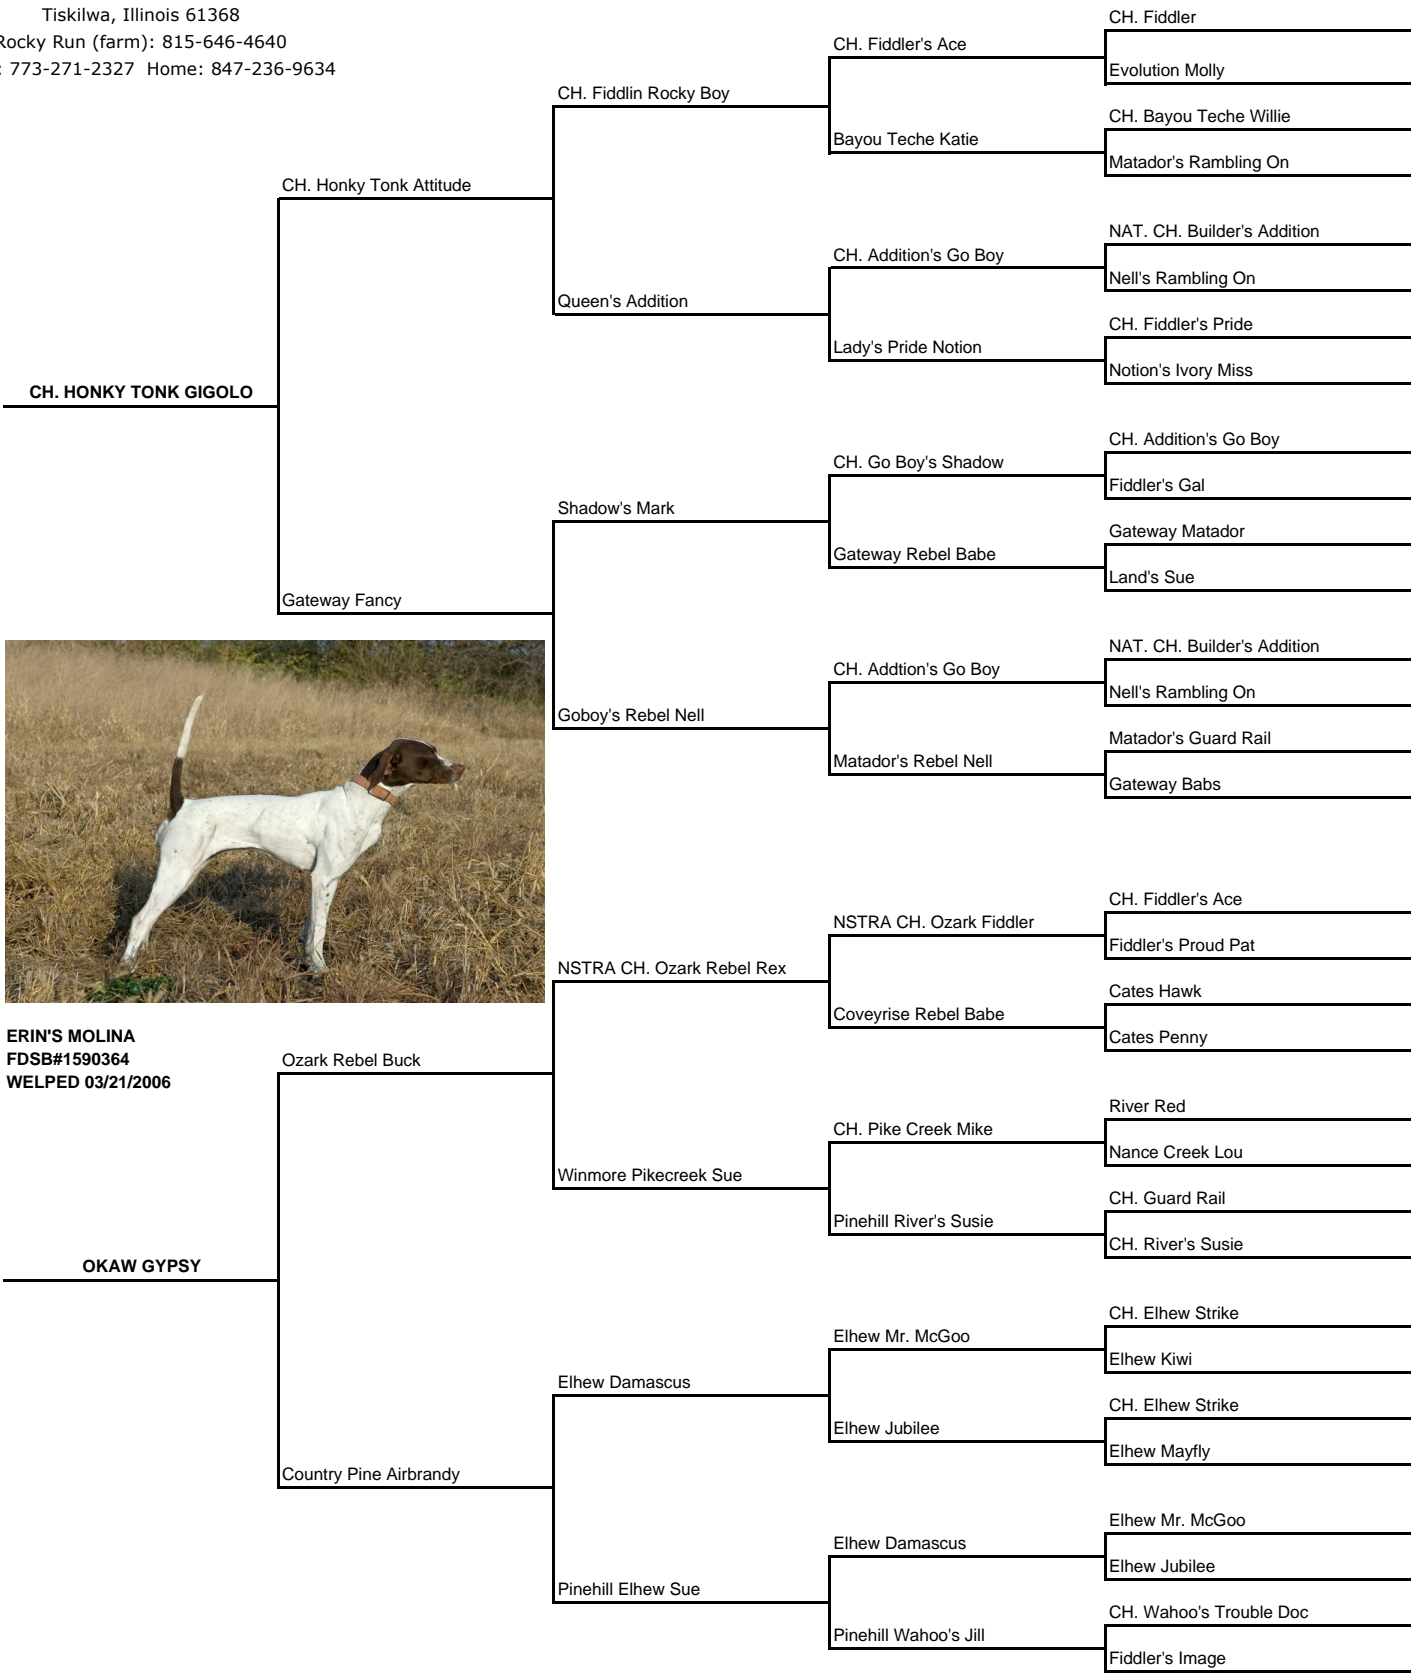 Tiskilwa, Illinois 61368
Rocky Run (farm): 815-646-4640
: 773-271-2327 Home: 847-236-9634
CH. HONKY TONK GIGOLO
CH. Honky Tonk Attitude
Gateway Fancy
CH. Fiddlin Rocky Boy
Queen's Addition
Shadow's Mark
Goboy's Rebel Nell
CH. Fiddler's Ace
Bayou Teche Katie
CH. Addition's Go Boy
Lady's Pride Notion
CH. Go Boy's Shadow
Gateway Rebel Babe
CH. Addtion's Go Boy
Matador's Rebel Nell
CH. Fiddler
Evolution Molly
CH. Bayou Teche Willie
Matador's Rambling On
NAT. CH. Builder's Addition
Nell's Rambling On
CH. Fiddler's Pride
Notion's Ivory Miss
CH. Addition's Go Boy
Fiddler's Gal
Gateway Matador
Land's Sue
NAT. CH. Builder's Addition
Nell's Rambling On
Matador's Guard Rail
Gateway Babs
ERIN'S MOLINA
FDSB#1590364
WELPED 03/21/2006
OKAW GYPSY
Ozark Rebel Buck
Country Pine Airbrandy
NSTRA CH. Ozark Rebel Rex
Winmore Pikecreek Sue
Elhew Damascus
Pinehill Elhew Sue
NSTRA CH. Ozark Fiddler
Coveyrise Rebel Babe
CH. Pike Creek Mike
Pinehill River's Susie
Elhew Mr. McGoo
Elhew Jubilee
Elhew Damascus
Pinehill Wahoo's Jill
CH. Fiddler's Ace
Fiddler's Proud Pat
Cates Hawk
Cates Penny
River Red
Nance Creek Lou
CH. Guard Rail
CH. River's Susie
CH. Elhew Strike
Elhew Kiwi
CH. Elhew Strike
Elhew Mayfly
Elhew Mr. McGoo
Elhew Jubilee
CH. Wahoo's Trouble Doc
Fiddler's Image